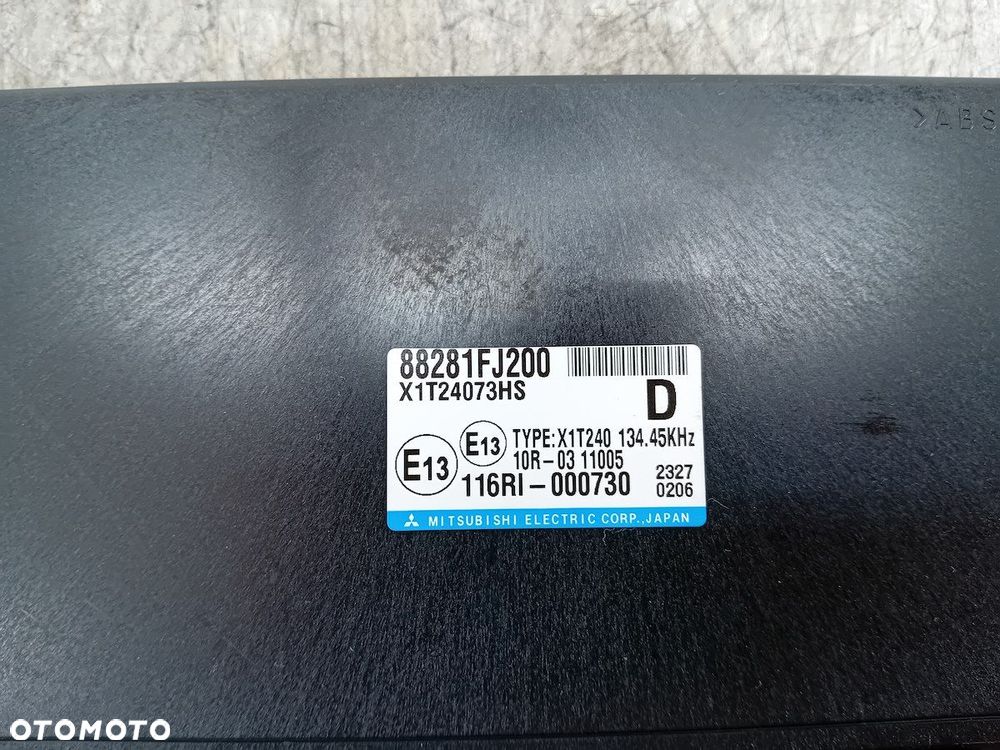 >ABS
88281FJ200
X1T24073HS
D
E13
E13
TYPE:X1T240 134.45KHz
10R-03 11005
116RI-000730
2327
0206
MITSUBISHI ELECTRIC CORP.,JAPAN
OTOMOTO